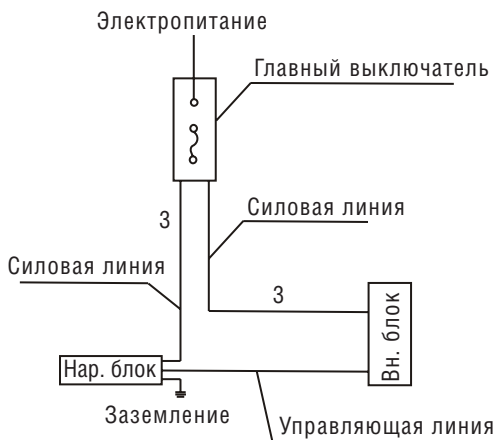 Электропитание
Главный выключатель
3
Силовая линия
Силовая линия
3
Вн. блок
Нар. блок
Заземление
Управляющая линия